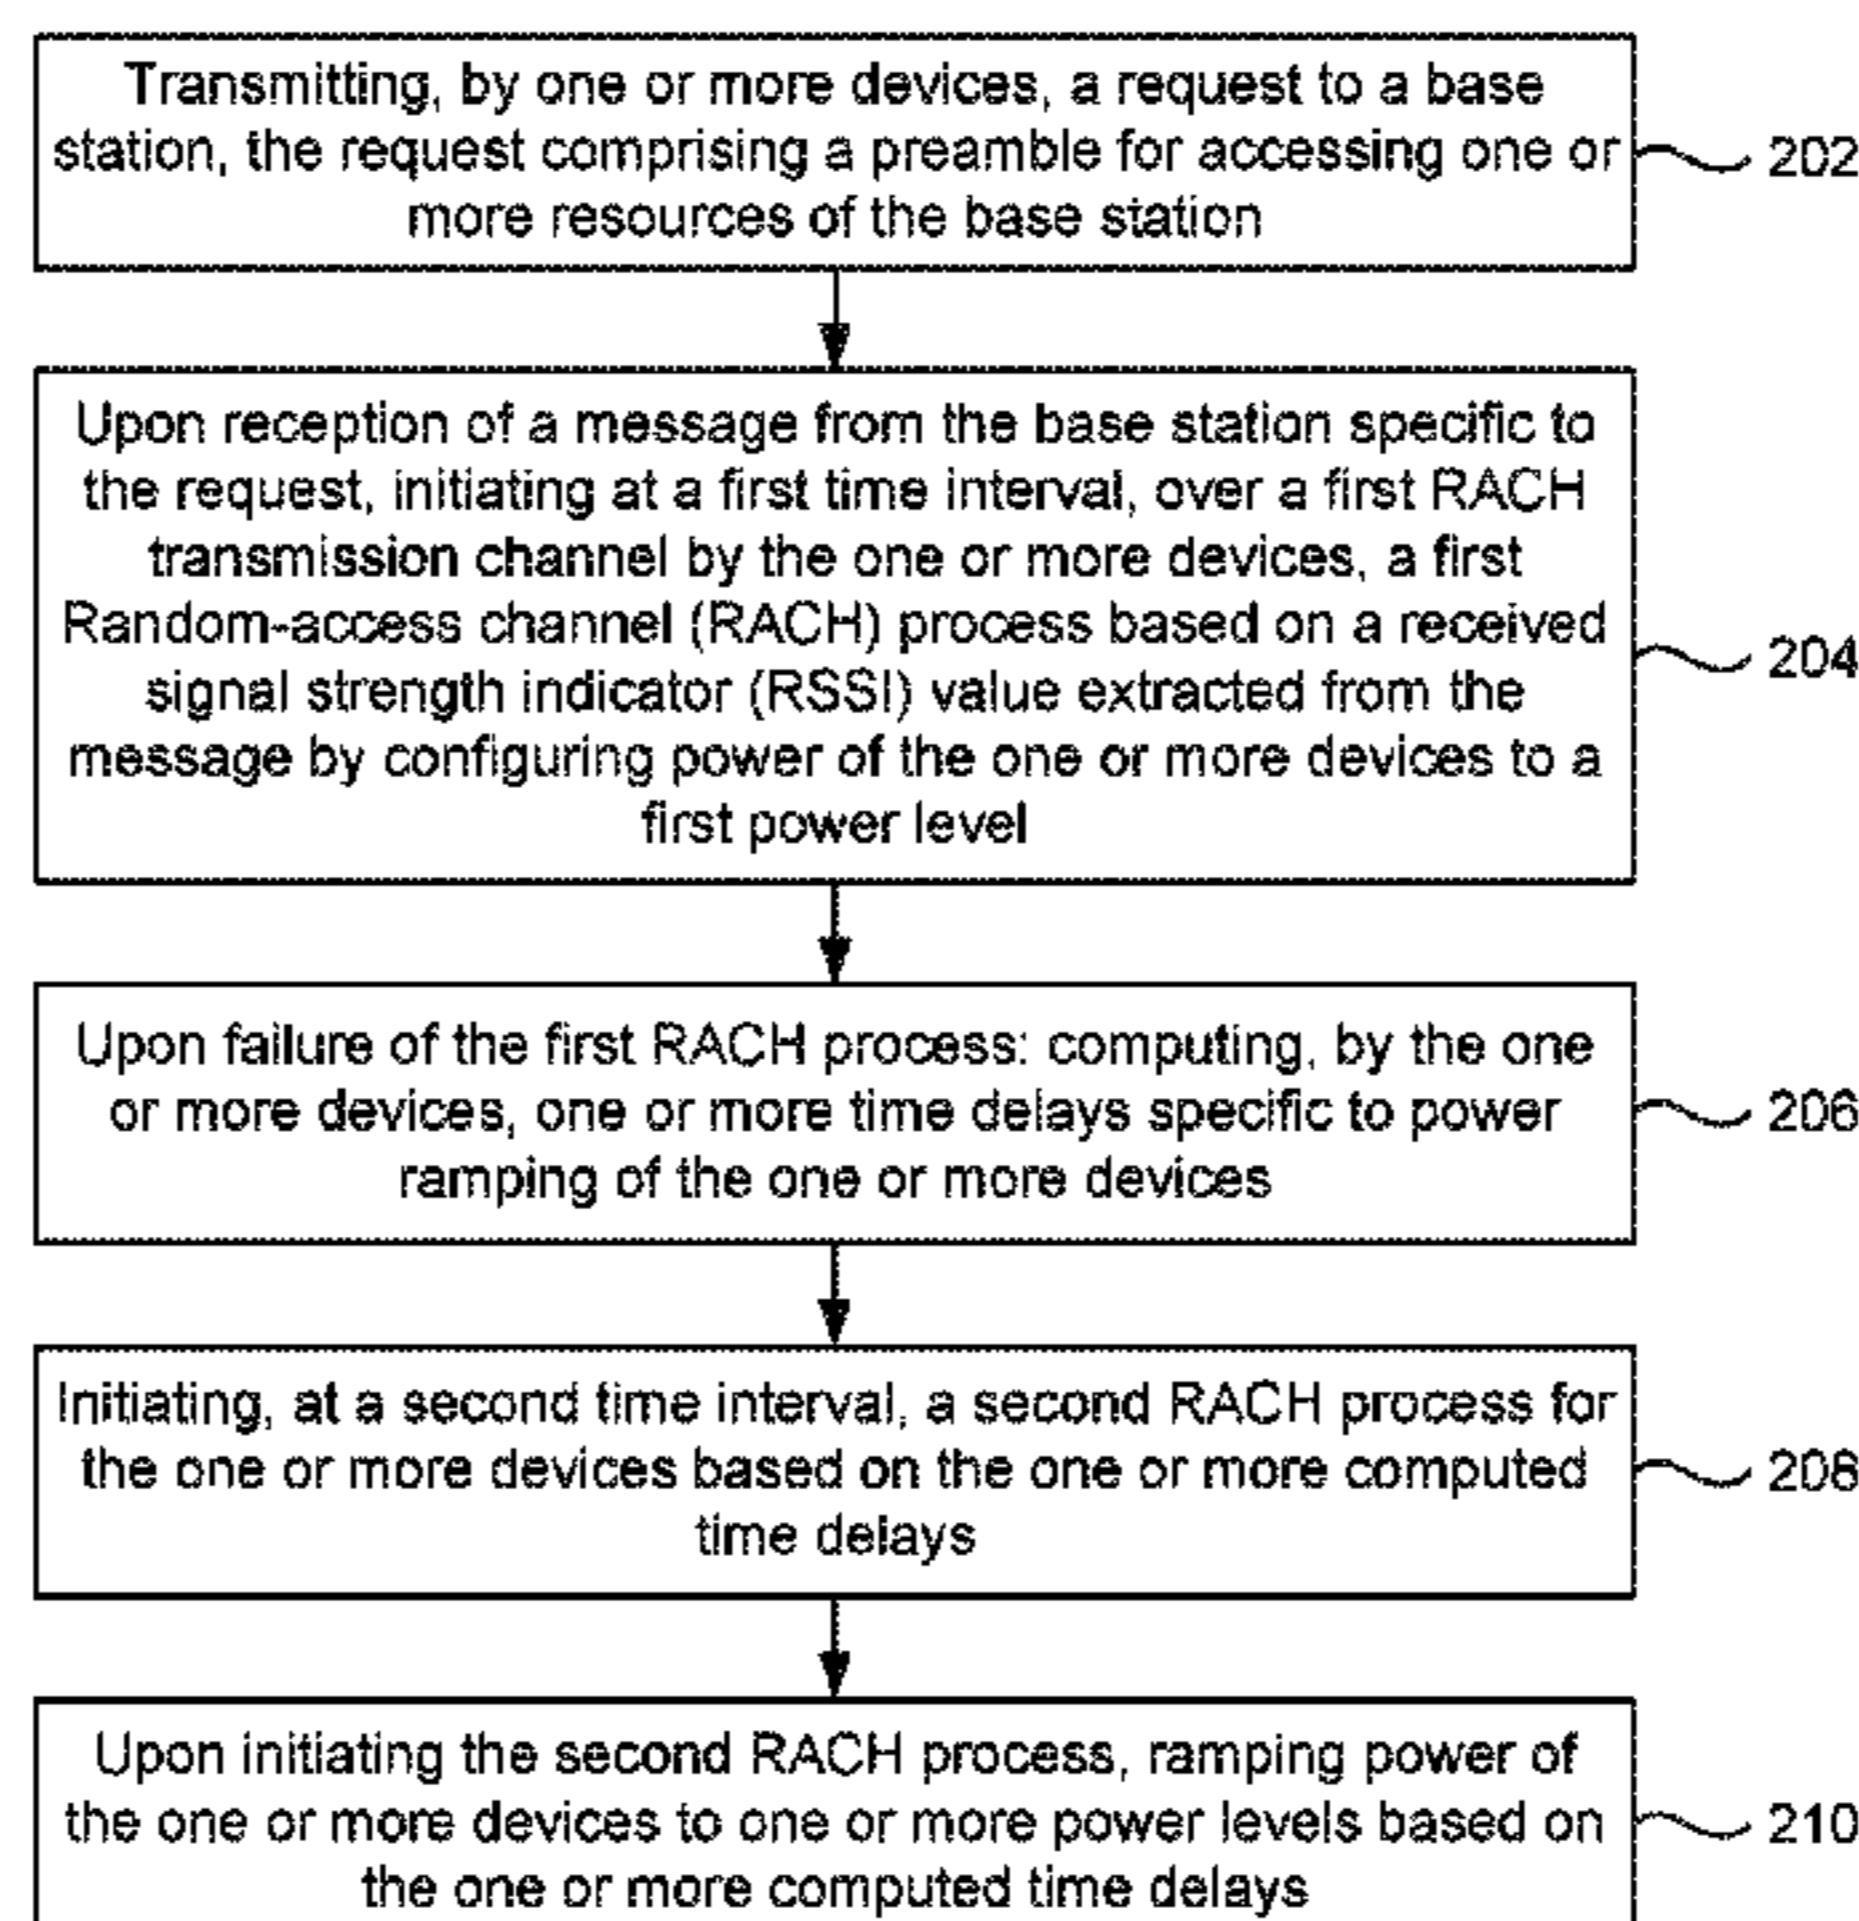 Transmitting, by one or more devices, a request to a base
station, the request comprising a preamble for accessing one or
more resources of the base station
202
Upon reception of a message from the base station specific to
the request, initiating at a first time interval, over a first RACH
transmission channel by the one or more devices, a first
Random-access channel (RACH) process based on a received
signal strength indicator (RSSI) value extracted from the
message by configuring power of the one or more devices to a
first power level
204
Upon failure of the first RACH process: computing, by the one
or more devices, one or more time delays specific to power
ramping of the one or more devices
206
Initiating, at a second time interval, a second RACH process for
the one or more devices based on the one or more computed
time delays
208
Upon initiating the second RACH process, ramping power of
the one or more devices to one or more power levels based on
the one or more computed time delays
210